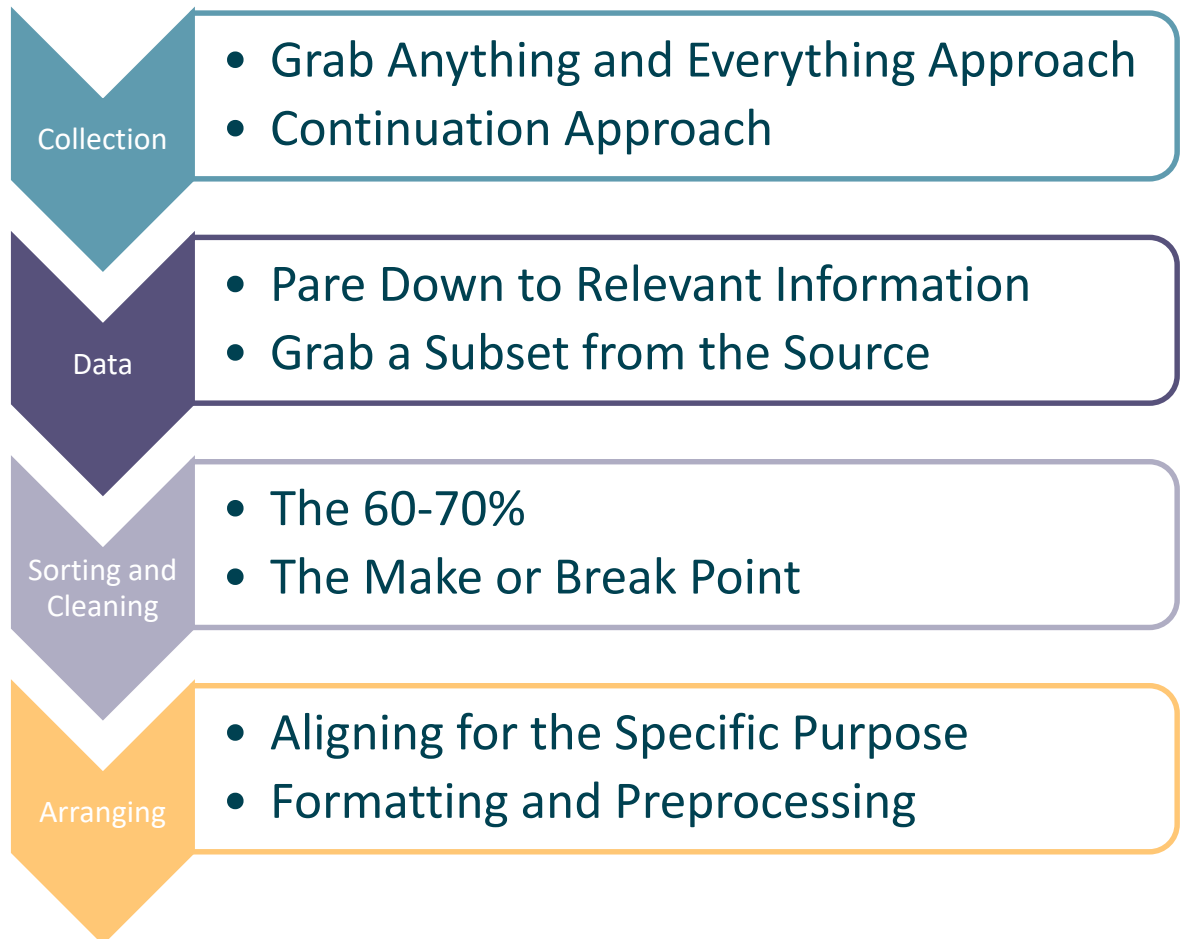 Collection
• Grab Anything and Everything Approach
• Continuation Approach
Data
• Pare Down to Relevant Information
• Grab a Subset from the Source
Sorting and
Cleaning
• The 60-70%
• The Make or Break Point
Arranging
• Aligning for the Specific Purpose
• Formatting and Preprocessing